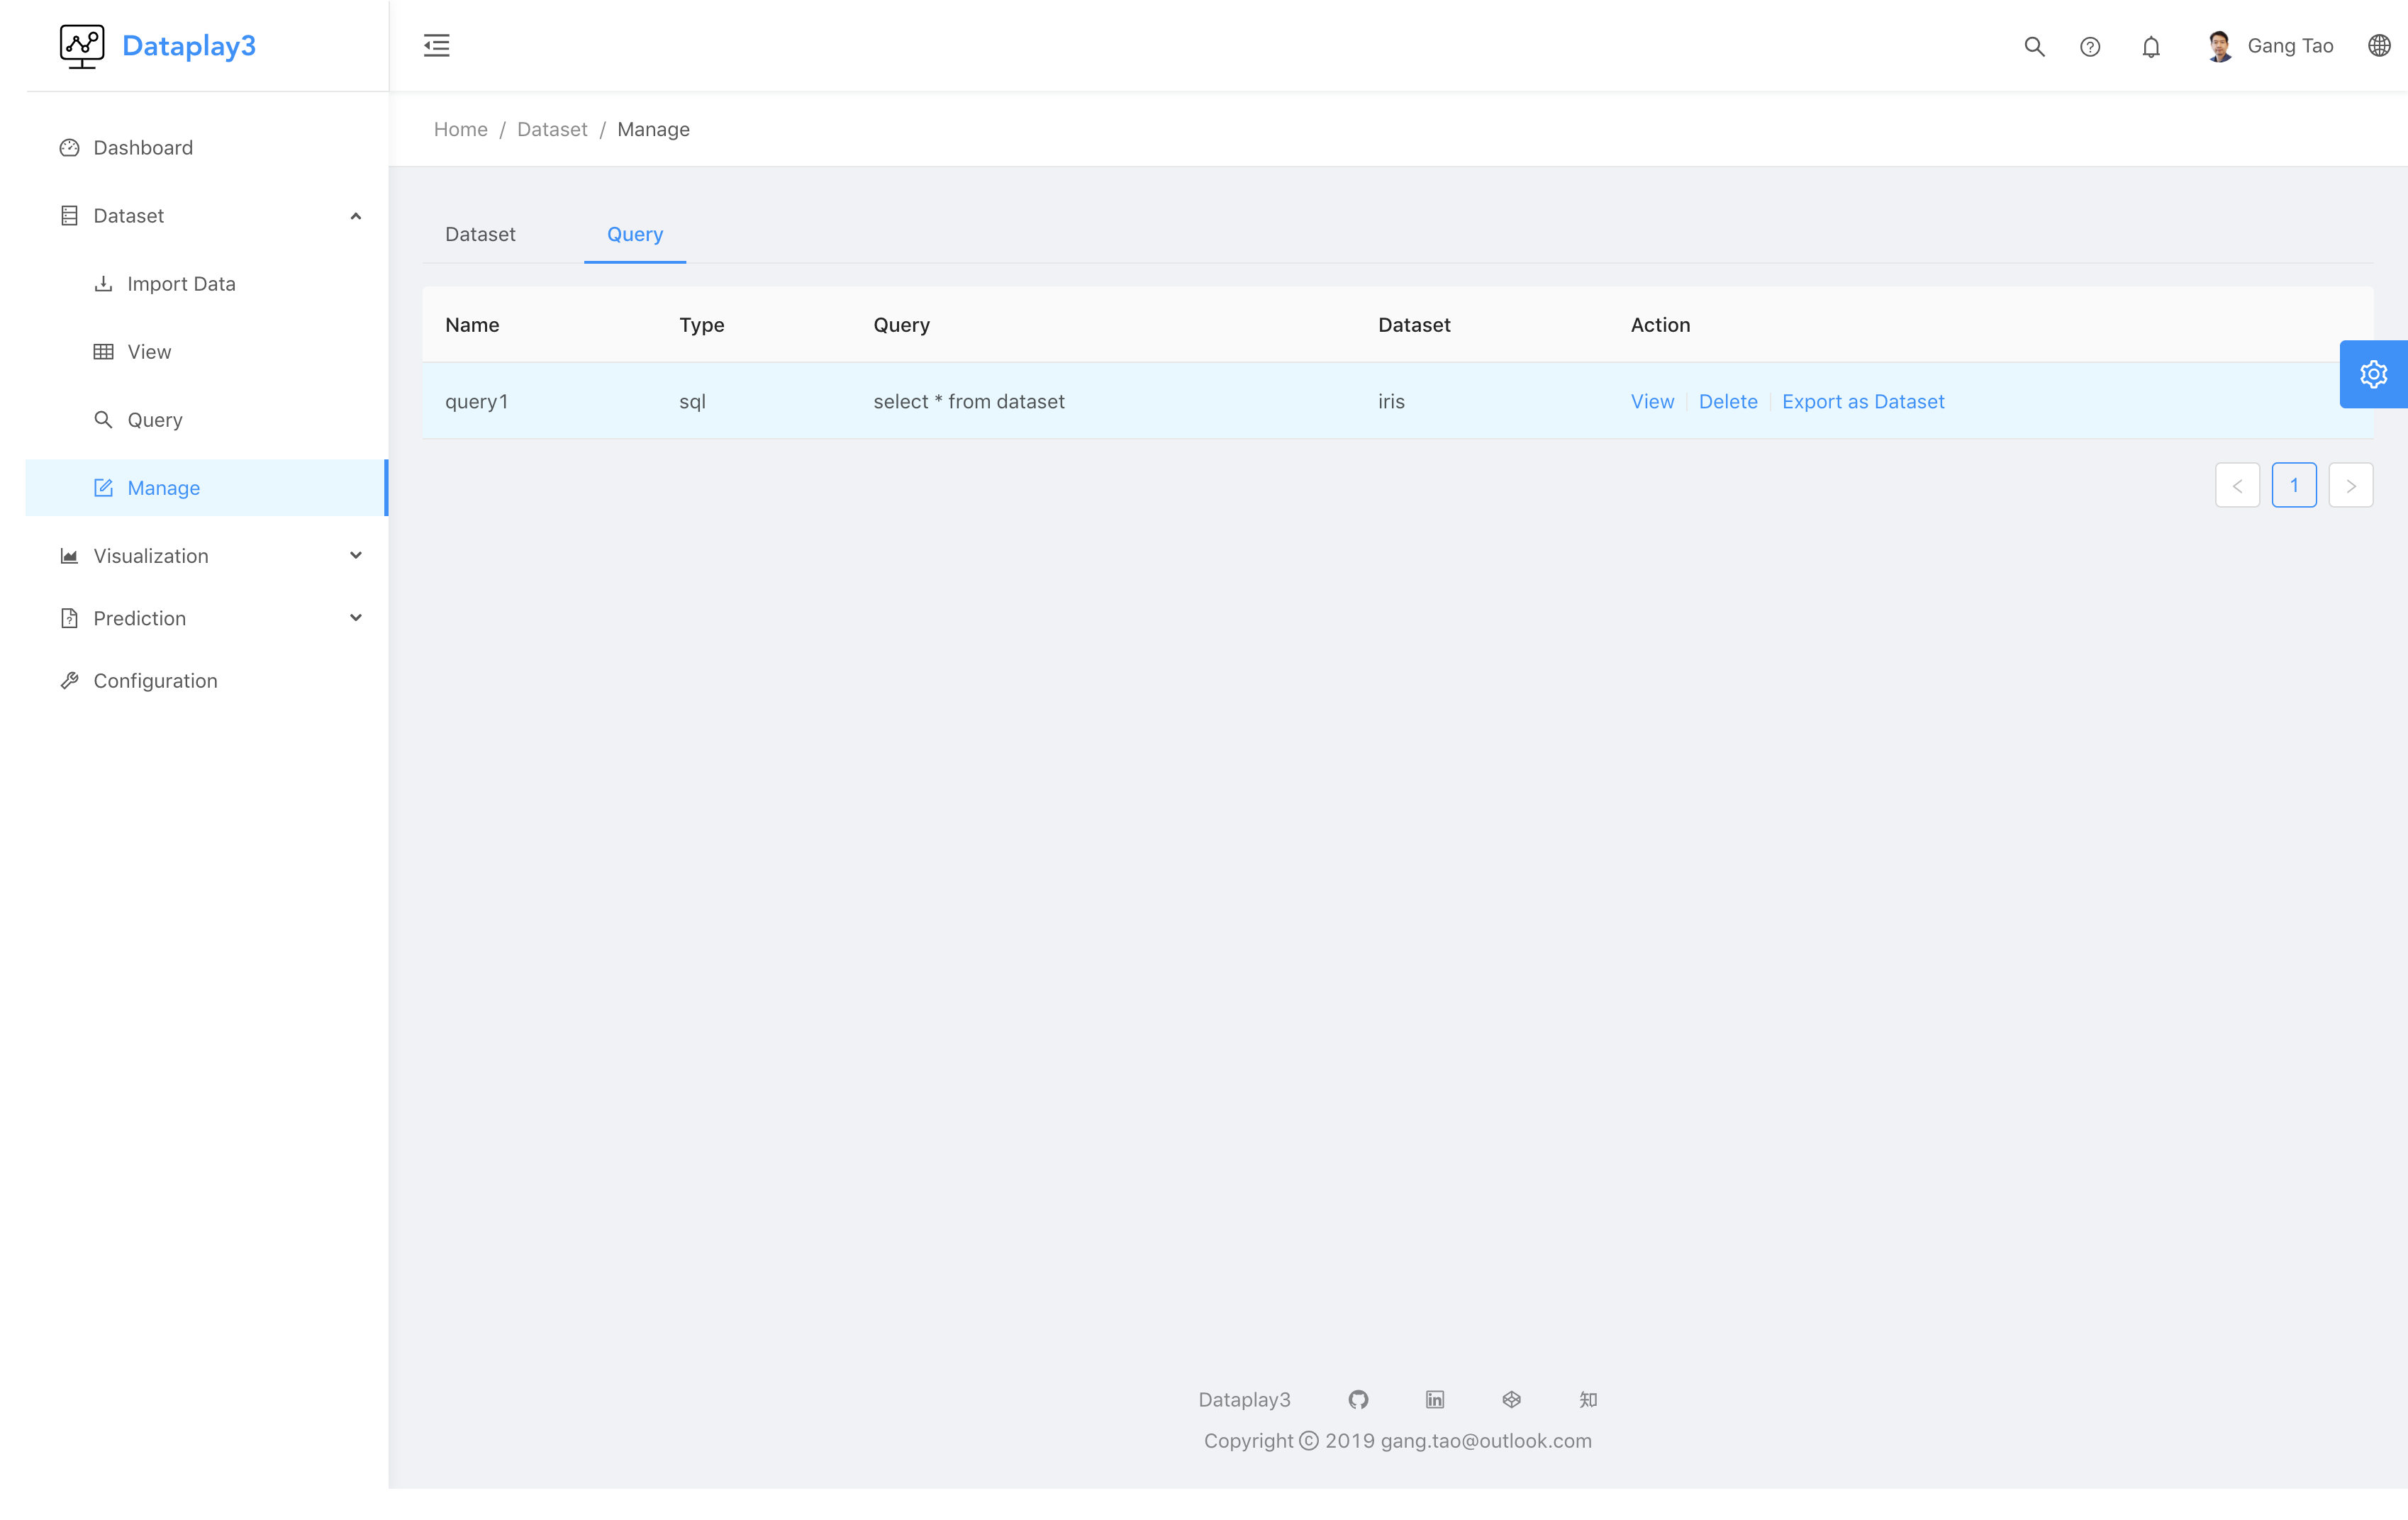 Dataplay3
Gang Tao
Dashboard
Dataset
Import Data
View
Query
Manage
Visualization
Prediction
Configuration
Home / Dataset / Manage
Dataset Query
Name Type Query Dataset Action
query1 sql select * from dataset iris View Delete Export as Dataset
< 1 >
Dataplay3 in 知
Copyright © 2019 gang.tao@outlook.com